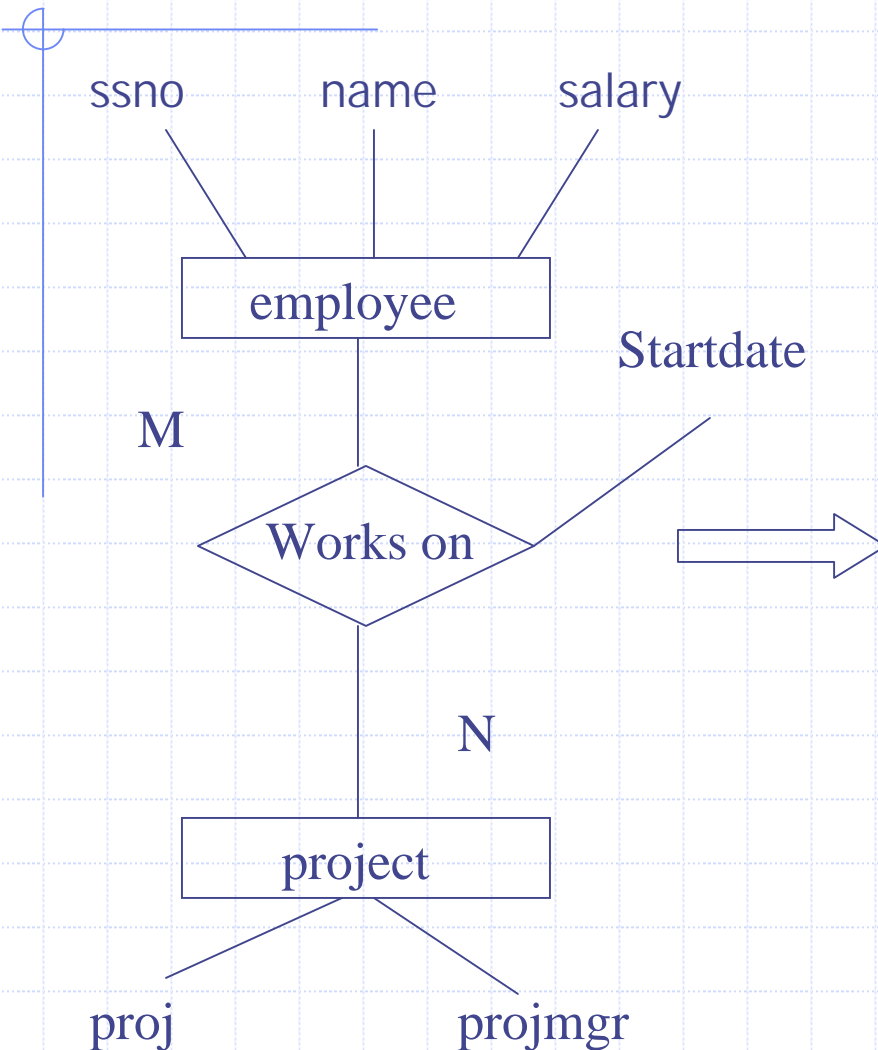 ssno name salary
employee
Startdate
M
Works on
N
project
proj projmgr